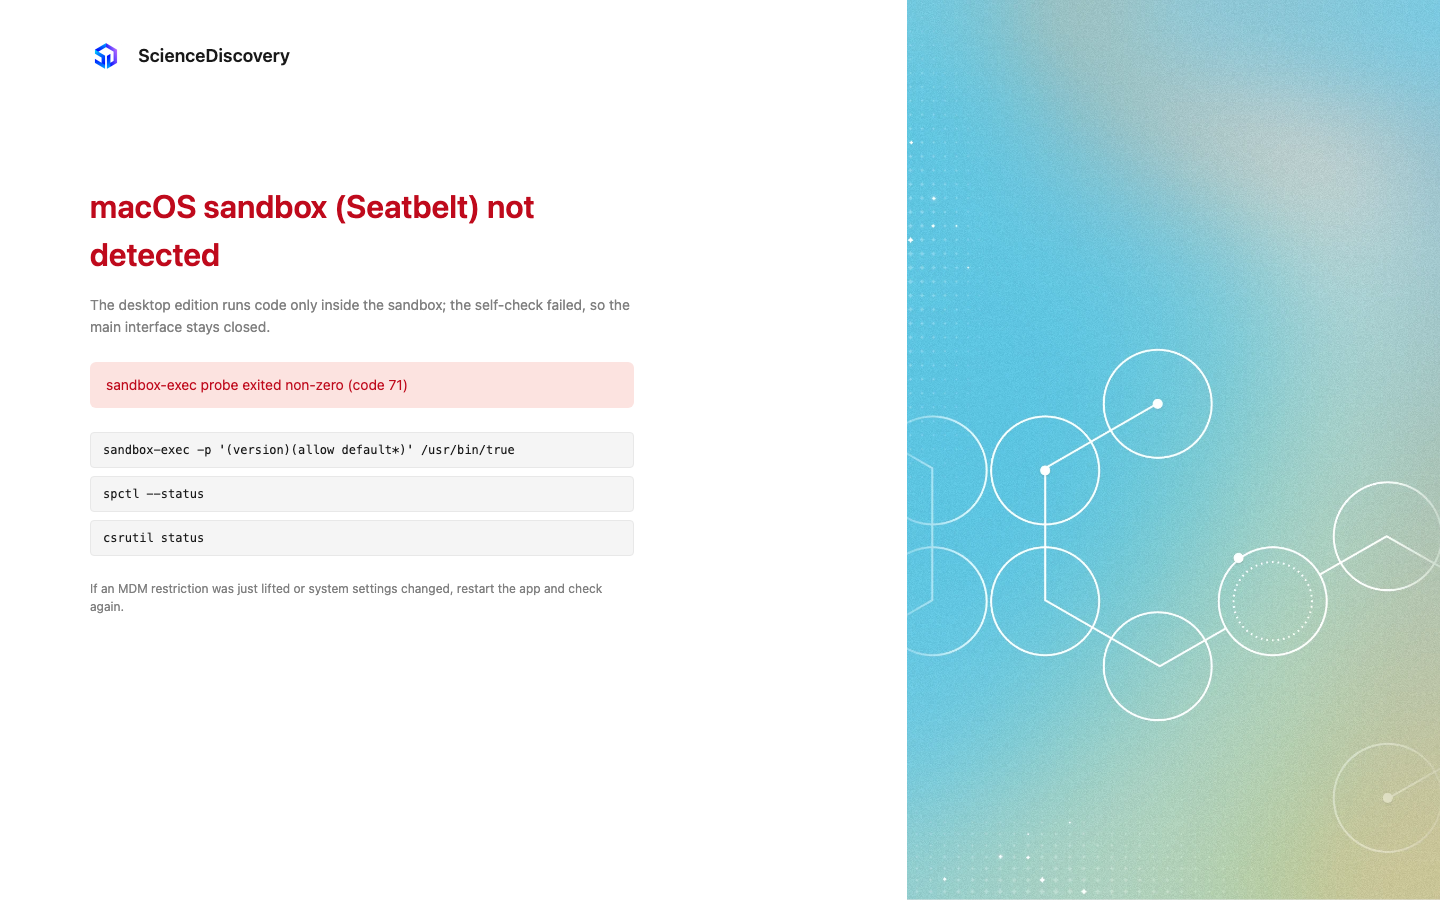 ScienceDiscovery
macOS sandbox (Seatbelt) not
detected
The desktop edition runs code only inside the sandbox; the self-check failed, so the
main interface stays closed.
sandbox-exec probe exited non-zero (code 71)
sandbox-exec -p '(version)(allow default*)' /usr/bin/true
spctl --status
csrutil status
If an MDM restriction was just lifted or system settings changed, restart the app and check
again.